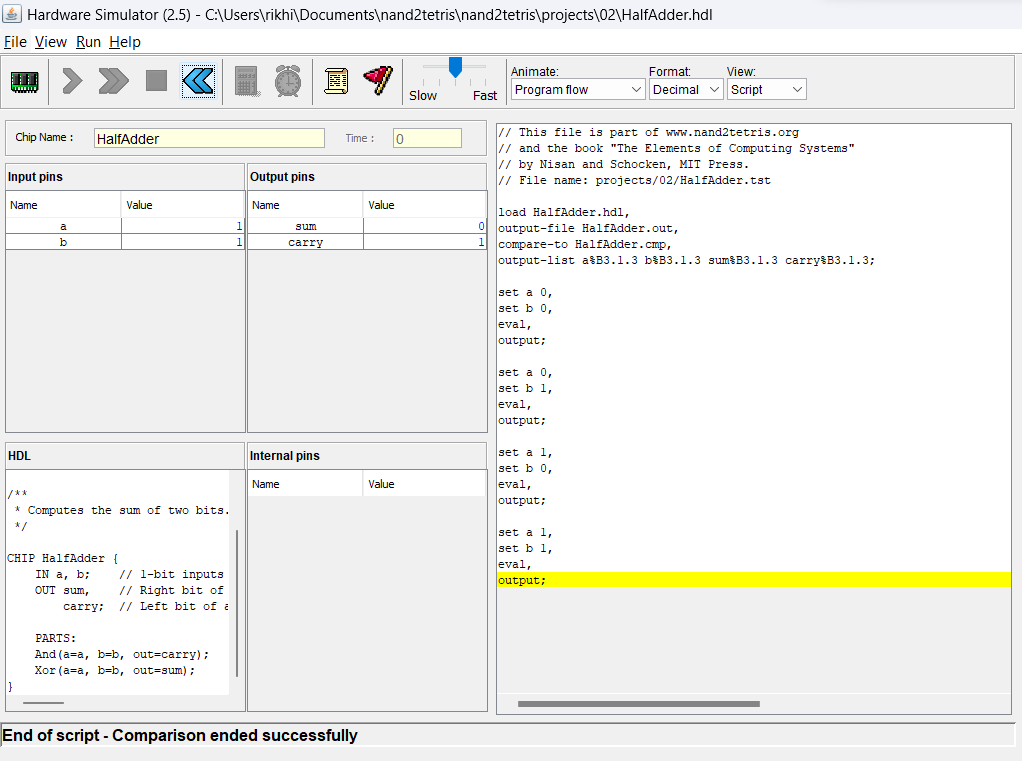 Hardware Simulator (2.5) - C:\Users\rikhi\Documents\nand2tetris\nand2tetris\projects\02\HalfAdder.hdl
File View Run Help
Animate: Format: View:
Slow Fast Program flow Decimal Script
Chip Name : HalfAdder Time : 0
Input pins
Name Value
a 1
b 1
Output pins
Name Value
sum 0
carry 1
HDL
/**
* Computes the sum of two bits.
*/
CHIP HalfAdder {
IN a, b; // 1-bit inputs
OUT sum, // Right bit of
carry; // Left bit of a
PARTS:
And(a=a, b=b, out=carry);
Xor(a=a, b=b, out=sum);
}
Internal pins
Name Value
// This file is part of www.nand2tetris.org
// and the book "The Elements of Computing Systems"
// by Nisan and Schocken, MIT Press.
// File name: projects/02/HalfAdder.tst
load HalfAdder.hdl,
output-file HalfAdder.out,
compare-to HalfAdder.cmp,
output-list a%B3.1.3 b%B3.1.3 sum%B3.1.3 carry%B3.1.3;
set a 0,
set b 0,
eval,
output;
set a 0,
set b 1,
eval,
output;
set a 1,
set b 0,
eval,
output;
set a 1,
set b 1,
eval,
output;
End of script - Comparison ended successfully